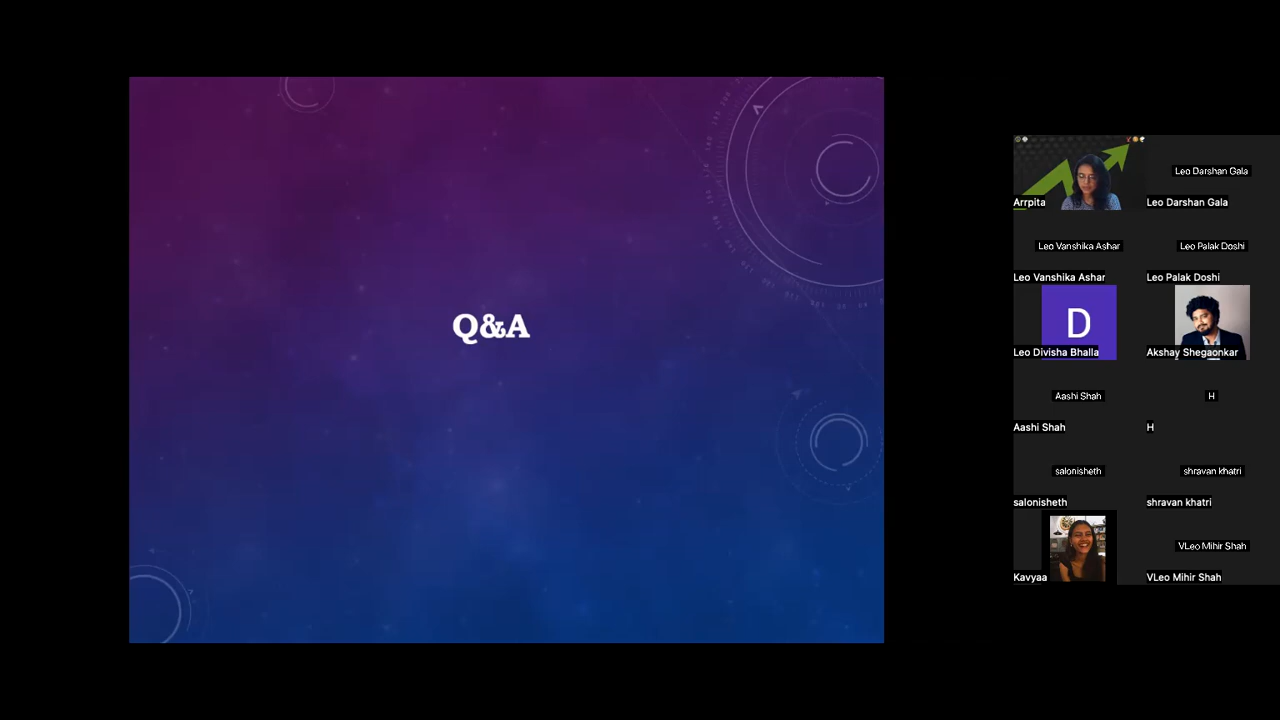 Q&A
Leo Darshan Gala
Arrpita
Leo Darshan Gala
Leo Vanshika Ashar
Leo Palak Doshi
Leo Vanshika Ashar
Leo Palak Doshi
D
Leo Divisha Bhalla
Akshay Shegaonkar
Aashi Shah
H
Aashi Shah
H
salonisheth
shravan khatri
salonisheth
shravan khatri
VLeo Mihir Shah
Kavyaa
VLeo Mihir Shah